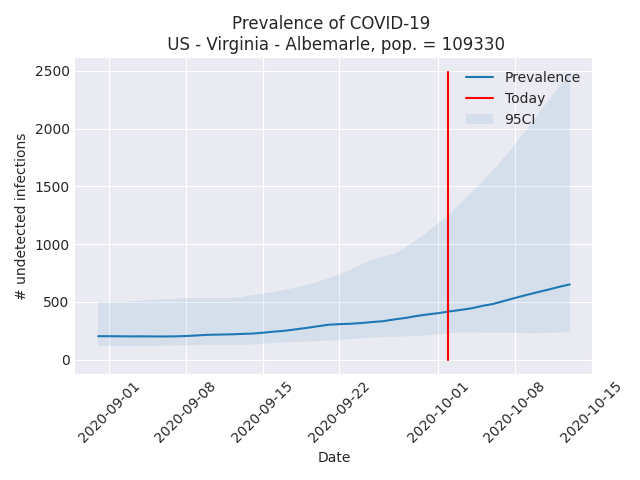 Prevalence of COVID-19
US - Virginia - Albemarle, pop. = 109330
2500
2000
1500
1000
500
0
# undetected infections
Prevalence
Today
95CI
2020-09-01
2020-09-08
2020-09-15
2020-09-22
2020-10-01
2020-10-08
2020-10-15
Date